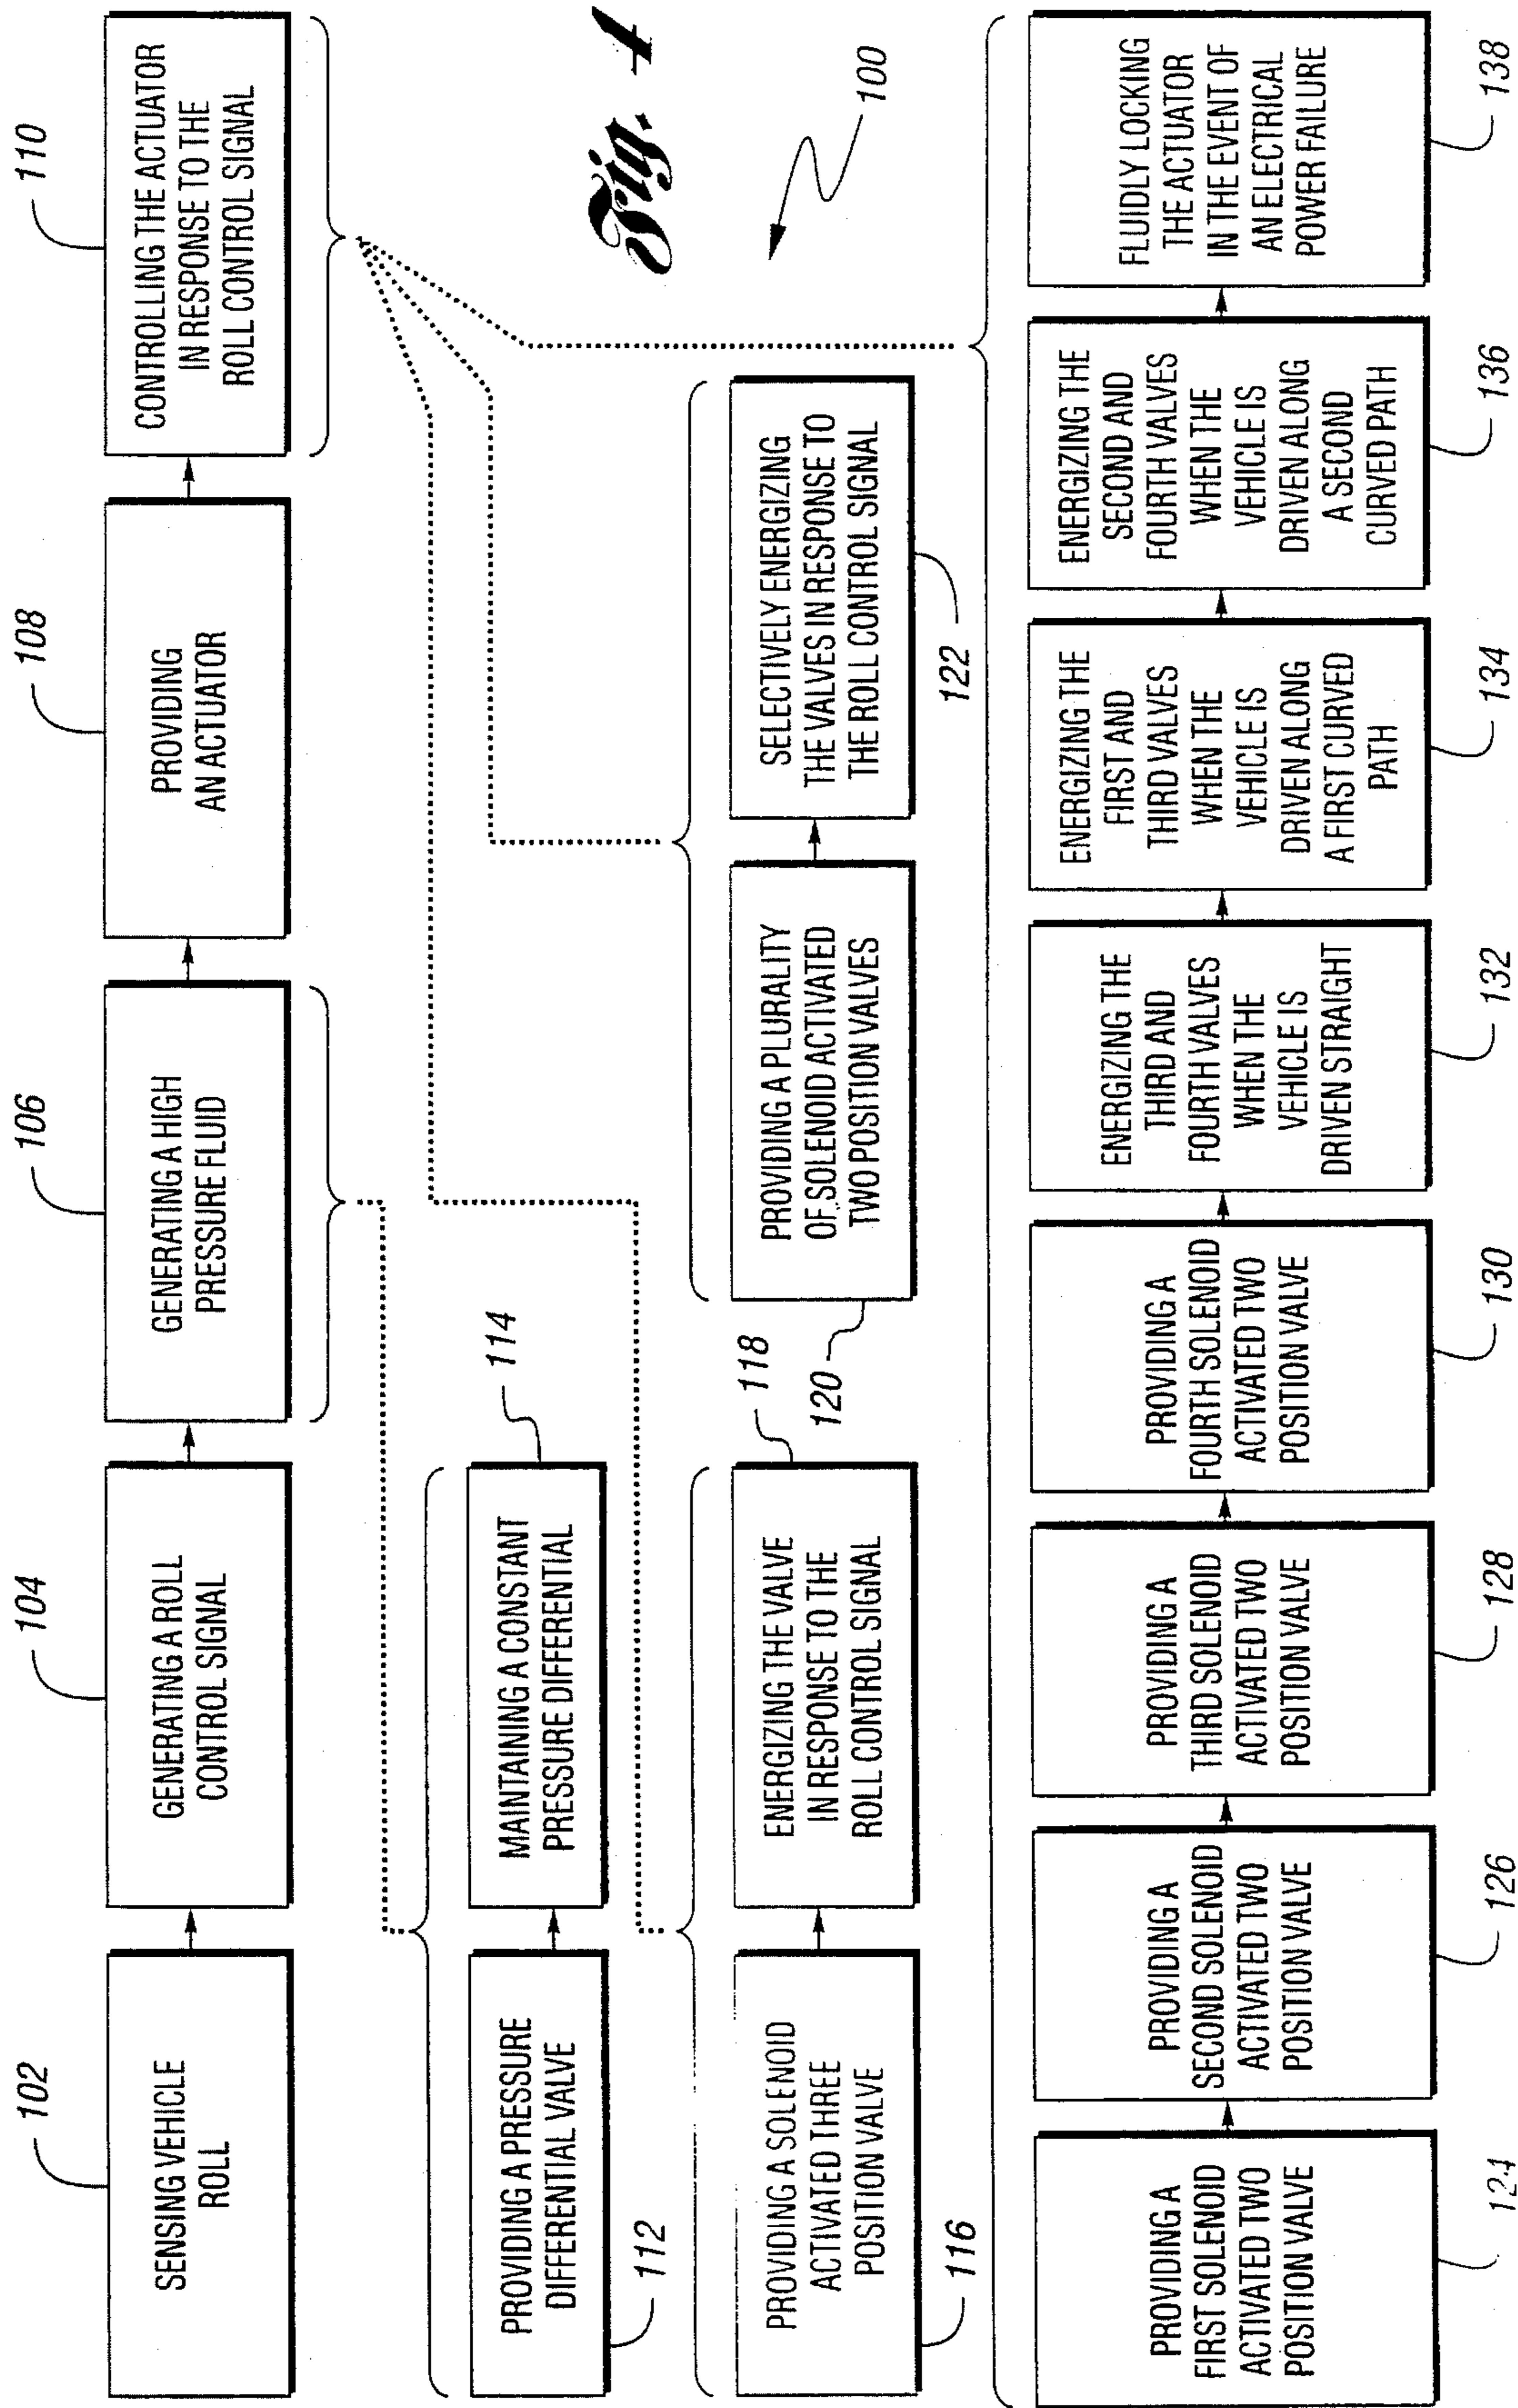 102
SENSING VEHICLE
ROLL
104
GENERATING A ROLL
CONTROL SIGNAL
106
GENERATING A HIGH
PRESSURE FLUID
108
PROVIDING
AN ACTUATOR
110
CONTROLLING THE ACTUATOR
IN RESPONSE TO THE
ROLL CONTROL SIGNAL
PROVIDING A PRESSURE
DIFFERENTIAL VALVE
112
MAINTAINING A CONSTANT
PRESSURE DIFFERENTIAL
114
Fig. 4
100
PROVIDING A SOLENOID
ACTIVATED THREE
POSITION VALVE
116
ENERGIZING THE VALVE
IN RESPONSE TO THE
ROLL CONTROL SIGNAL
118
PROVIDING A PLURALITY
OF SOLENOID ACTIVATED
TWO POSITION VALVES
120
SELECTIVELY ENERGIZING
THE VALVES IN RESPONSE TO
THE ROLL CONTROL SIGNAL
122
PROVIDING A
FIRST SOLENOID
ACTIVATED TWO
POSITION VALVE
124
PROVIDING A
SECOND SOLENOID
ACTIVATED TWO
POSITION VALVE
126
PROVIDING A
THIRD SOLENOID
ACTIVATED TWO
POSITION VALVE
128
PROVIDING A
FOURTH SOLENOID
ACTIVATED TWO
POSITION VALVE
130
ENERGIZING THE
THIRD AND
FOURTH VALVES
WHEN THE
VEHICLE IS
DRIVEN STRAIGHT
132
ENERGIZING THE
FIRST AND
THIRD VALVES
WHEN THE
VEHICLE IS
DRIVEN ALONG
A FIRST CURVED
PATH
134
ENERGIZING THE
SECOND AND
FOURTH VALVES
WHEN THE
VEHICLE IS
DRIVEN ALONG
A SECOND
CURVED PATH
136
FLUIDLY LOCKING
THE ACTUATOR
IN THE EVENT OF
AN ELECTRICAL
POWER FAILURE
138